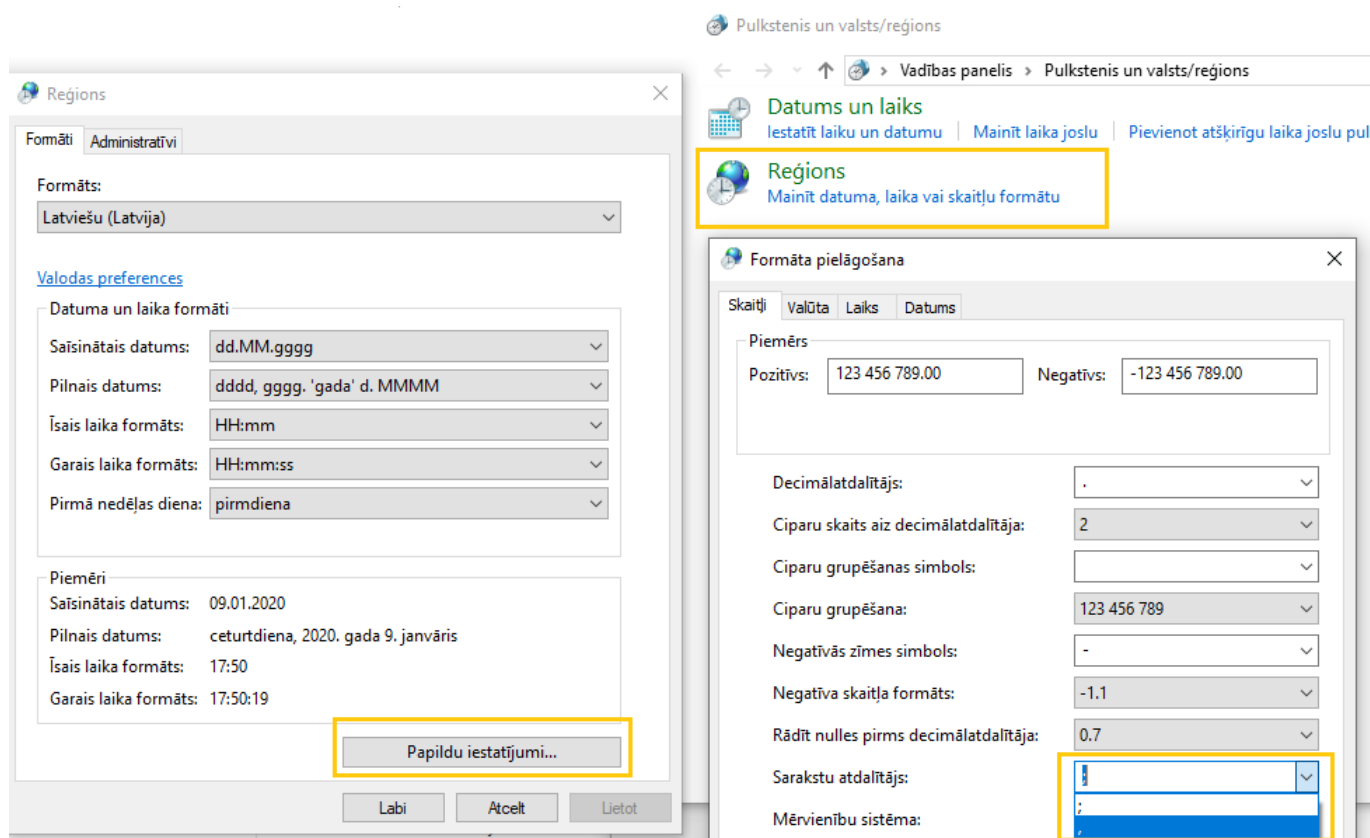 Reģions
Formāti
Administratīvi
Formāts:
Latviešu (Latvija)
Valodas preferences
Datuma un laika formāti
Saīsinātais datums: dd.MM.gggg
Pilnais datums: dddd, gggg. 'gada' d. MMMM
Īsais laika formāts: HH:mm
Garais laika formāts: HH:mm:ss
Pirmā nedēļas diena: pirmdiena
Piemēri
Saīsinātais datums: 09.01.2020
Pilnais datums: ceturtdiena, 2020. gada 9. janvāris
Īsais laika formāts: 17:50
Garais laika formāts: 17:50:19
Papildu iestatījumi...
Labi Atcelt Lietot
Pulkstenis un valsts/reģions
Vadības panelis › Pulkstenis un valsts/reģions
Datums un laiks
Iestatīt laiku un datumu Mainīt laika joslu Pievienot atšķirīgu laika joslu pul
Reģions
Mainīt datuma, laika vai skaitļu formātu
Formāta pielāgošana
Skaitļi Valūta Laiks Datums
Piemērs
Pozitīvs: 123 456 789.00 Negatīvs: -123 456 789.00
Decimālatdalītājs: .
Ciparu skaits aiz decimālatdalītāja: 2
Ciparu grupēšanas simbols:
Ciparu grupēšana: 123 456 789
Negatīvās zīmes simbols: -
Negatīva skaitļa formāts: -1.1
Rādīt nulles pirms decimālatdalītāja: 0.7
Sarakstu atdalītājs: ;
;
Mērvienību sistēma: ,